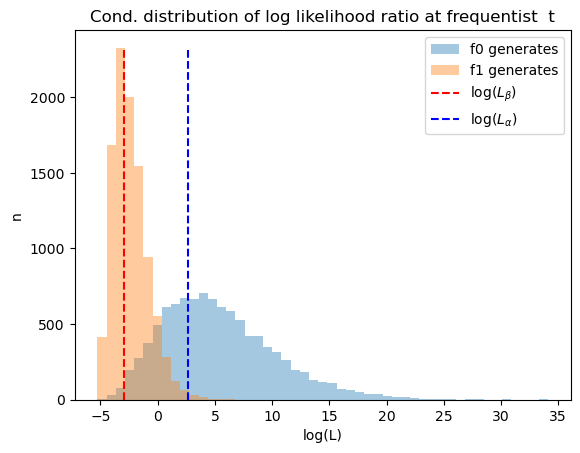 Cond. distribution of log likelihood ratio at frequentist  t
f0 generates
f1 generates
log(L_β)
log(L_α)
n
2000
1500
1000
500
0
−5 0 5 10 15 20 25 30 35
log(L)